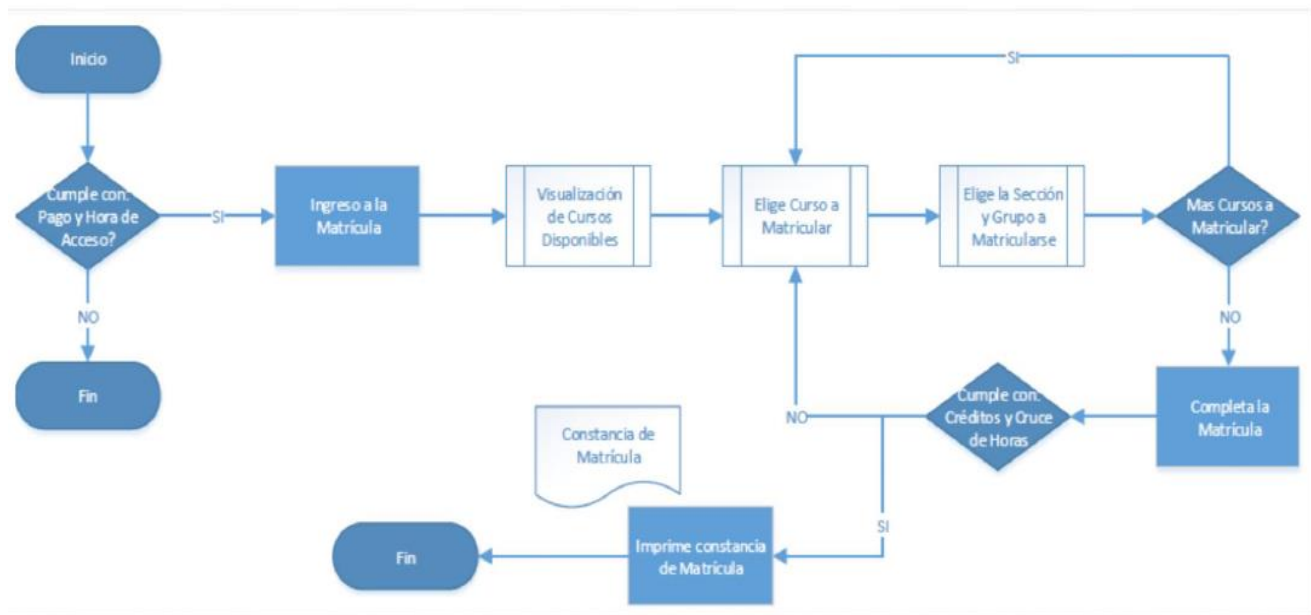 Inicio
Cumple con:
Pago y Hora de
Acceso?
SI
Ingreso a la
Matrícula
Visualización
de Cursos
Disponibles
Elige Curso a
Matricular
Elige la Sección
y Grupo a
Matricularse
Mas Cursos a
Matricular?
SI
NO
Fin
NO
Completa la
Matrícula
Cumple con:
Créditos y Cruce
de Horas
NO
SI
Constancia de
Matrícula
Imprime constancia
de Matrícula
Fin